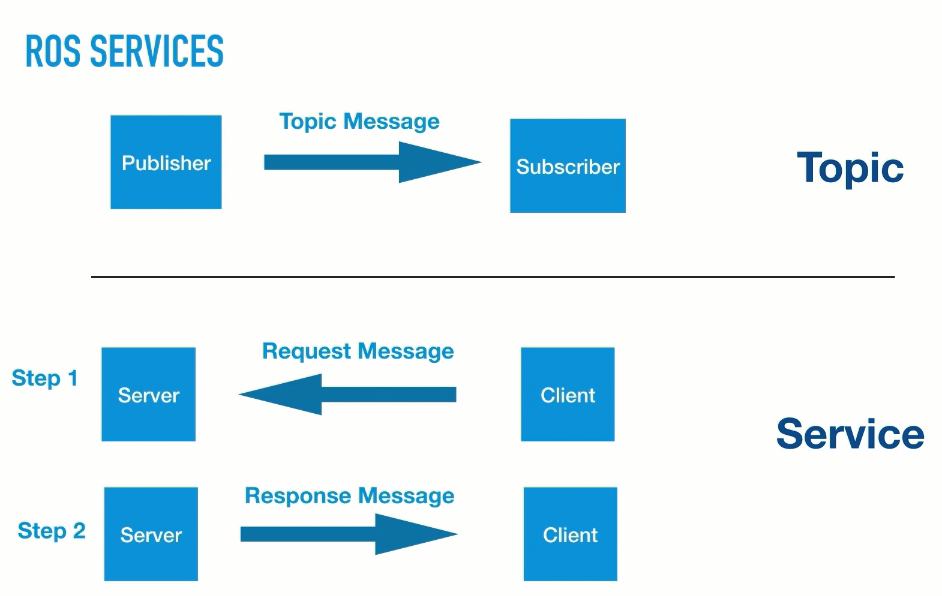 ROS SERVICES
Topic Message
Publisher
Subscriber
Topic
Request Message
Step 1
Server
Client
Service
Response Message
Step 2
Server
Client